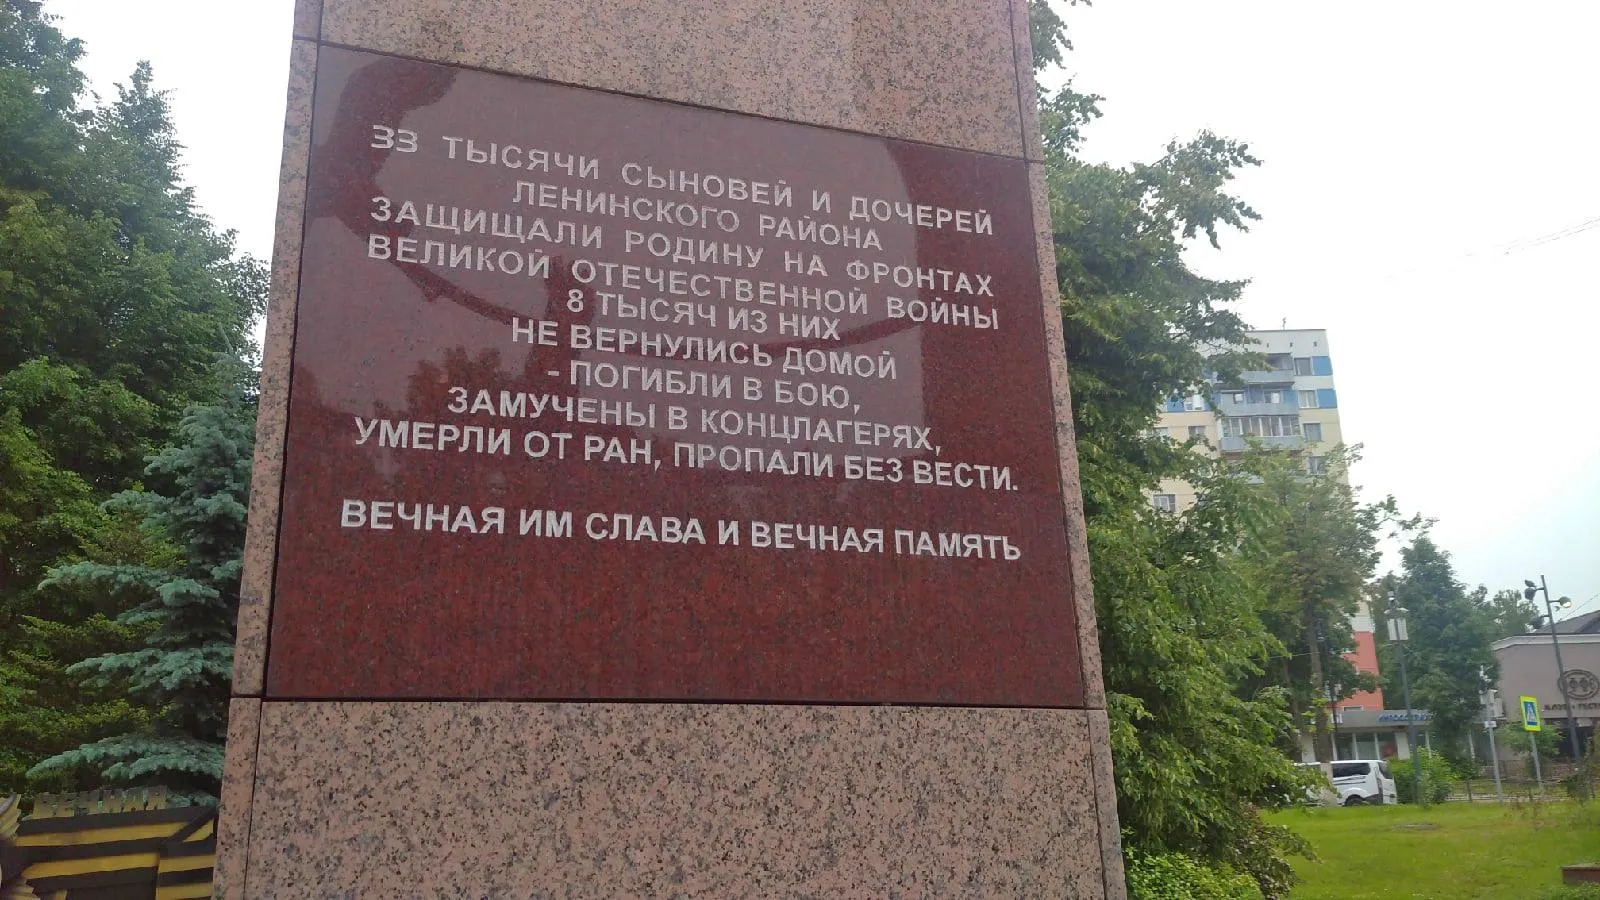 33 ТЫСЯЧИ СЫНОВЕЙ И ДОЧЕРЕЙ
ЛЕНИНСКОГО РАЙОНА
ЗАЩИЩАЛИ РОДИНУ НА ФРОНТАХ
ВЕЛИКОЙ ОТЕЧЕСТВЕННОЙ ВОЙНЫ
8 ТЫСЯЧ ИЗ НИХ
НЕ ВЕРНУЛИСЬ ДОМОЙ
- ПОГИБЛИ В БОЮ,
ЗАМУЧЕНЫ В КОНЦЛАГЕРЯХ,
УМЕРЛИ ОТ РАН, ПРОПАЛИ БЕЗ ВЕСТИ.
ВЕЧНАЯ ИМ СЛАВА И ВЕЧНАЯ ПАМЯТЬ
ВЕЧНАЯ